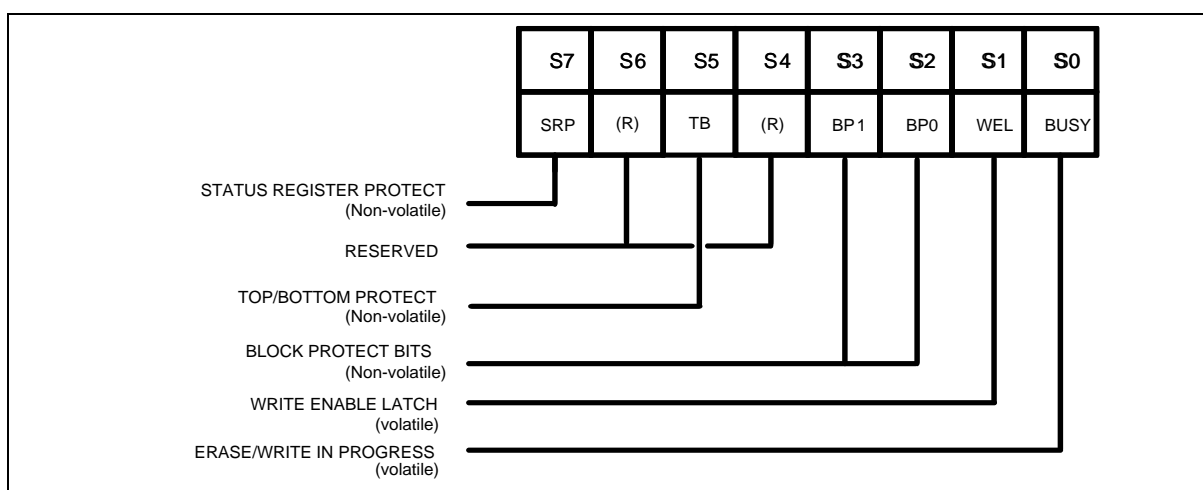 S7 S6 S5 S4 S3 S2 S1 S0
SRP (R) TB (R) BP1 BP0 WEL BUSY
STATUS REGISTER PROTECT
(Non-volatile)
RESERVED
TOP/BOTTOM PROTECT
(Non-volatile)
BLOCK PROTECT BITS
(Non-volatile)
WRITE ENABLE LATCH
(volatile)
ERASE/WRITE IN PROGRESS
(volatile)